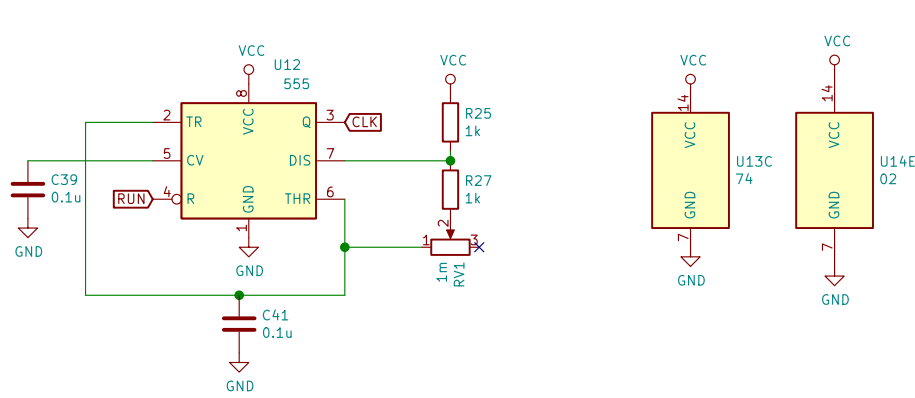 VCC
U12
555
8
VCC
2
TR
3
Q
CLK
5
CV
7
DIS
RUN
4
R
6
THR
GND
1
GND
C39
0.1u
GND
C41
0.1u
GND
VCC
R25
1k
R27
1k
2
1
3
1m
RV1
VCC
14
VCC
U13C
74
GND
7
GND
VCC
14
VCC
U14E
02
GND
7
GND